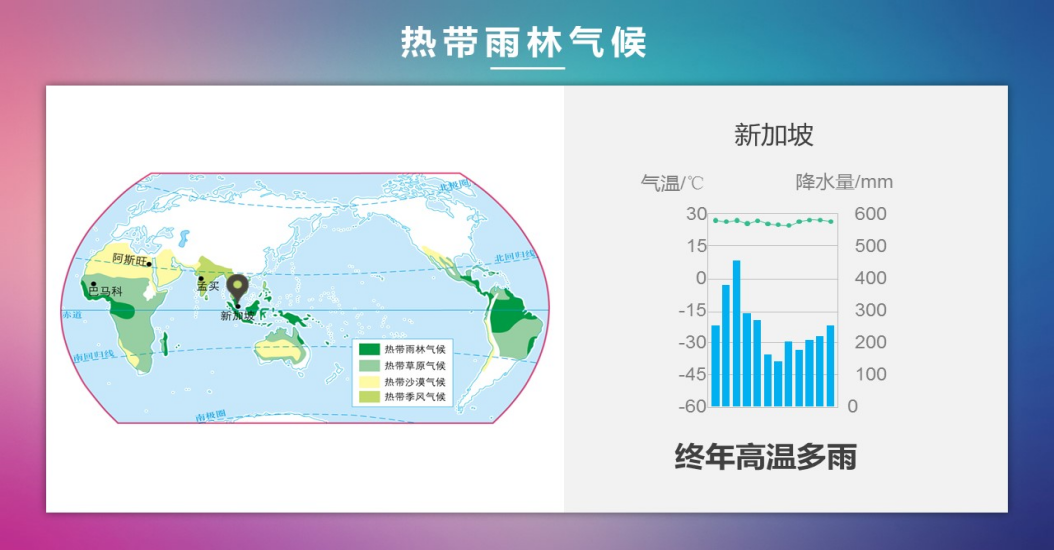 热带雨林气候
北极圈
北回归线
阿斯旺
巴马科
孟买
新加坡
赤道
南回归线
南极圈
热带雨林气候
热带草原气候
热带沙漠气候
热带季风气候
新加坡
气温/℃ 降水量/mm
30 600
15 500
0 400
-15 300
-30 200
-45 100
-60 0
终年高温多雨